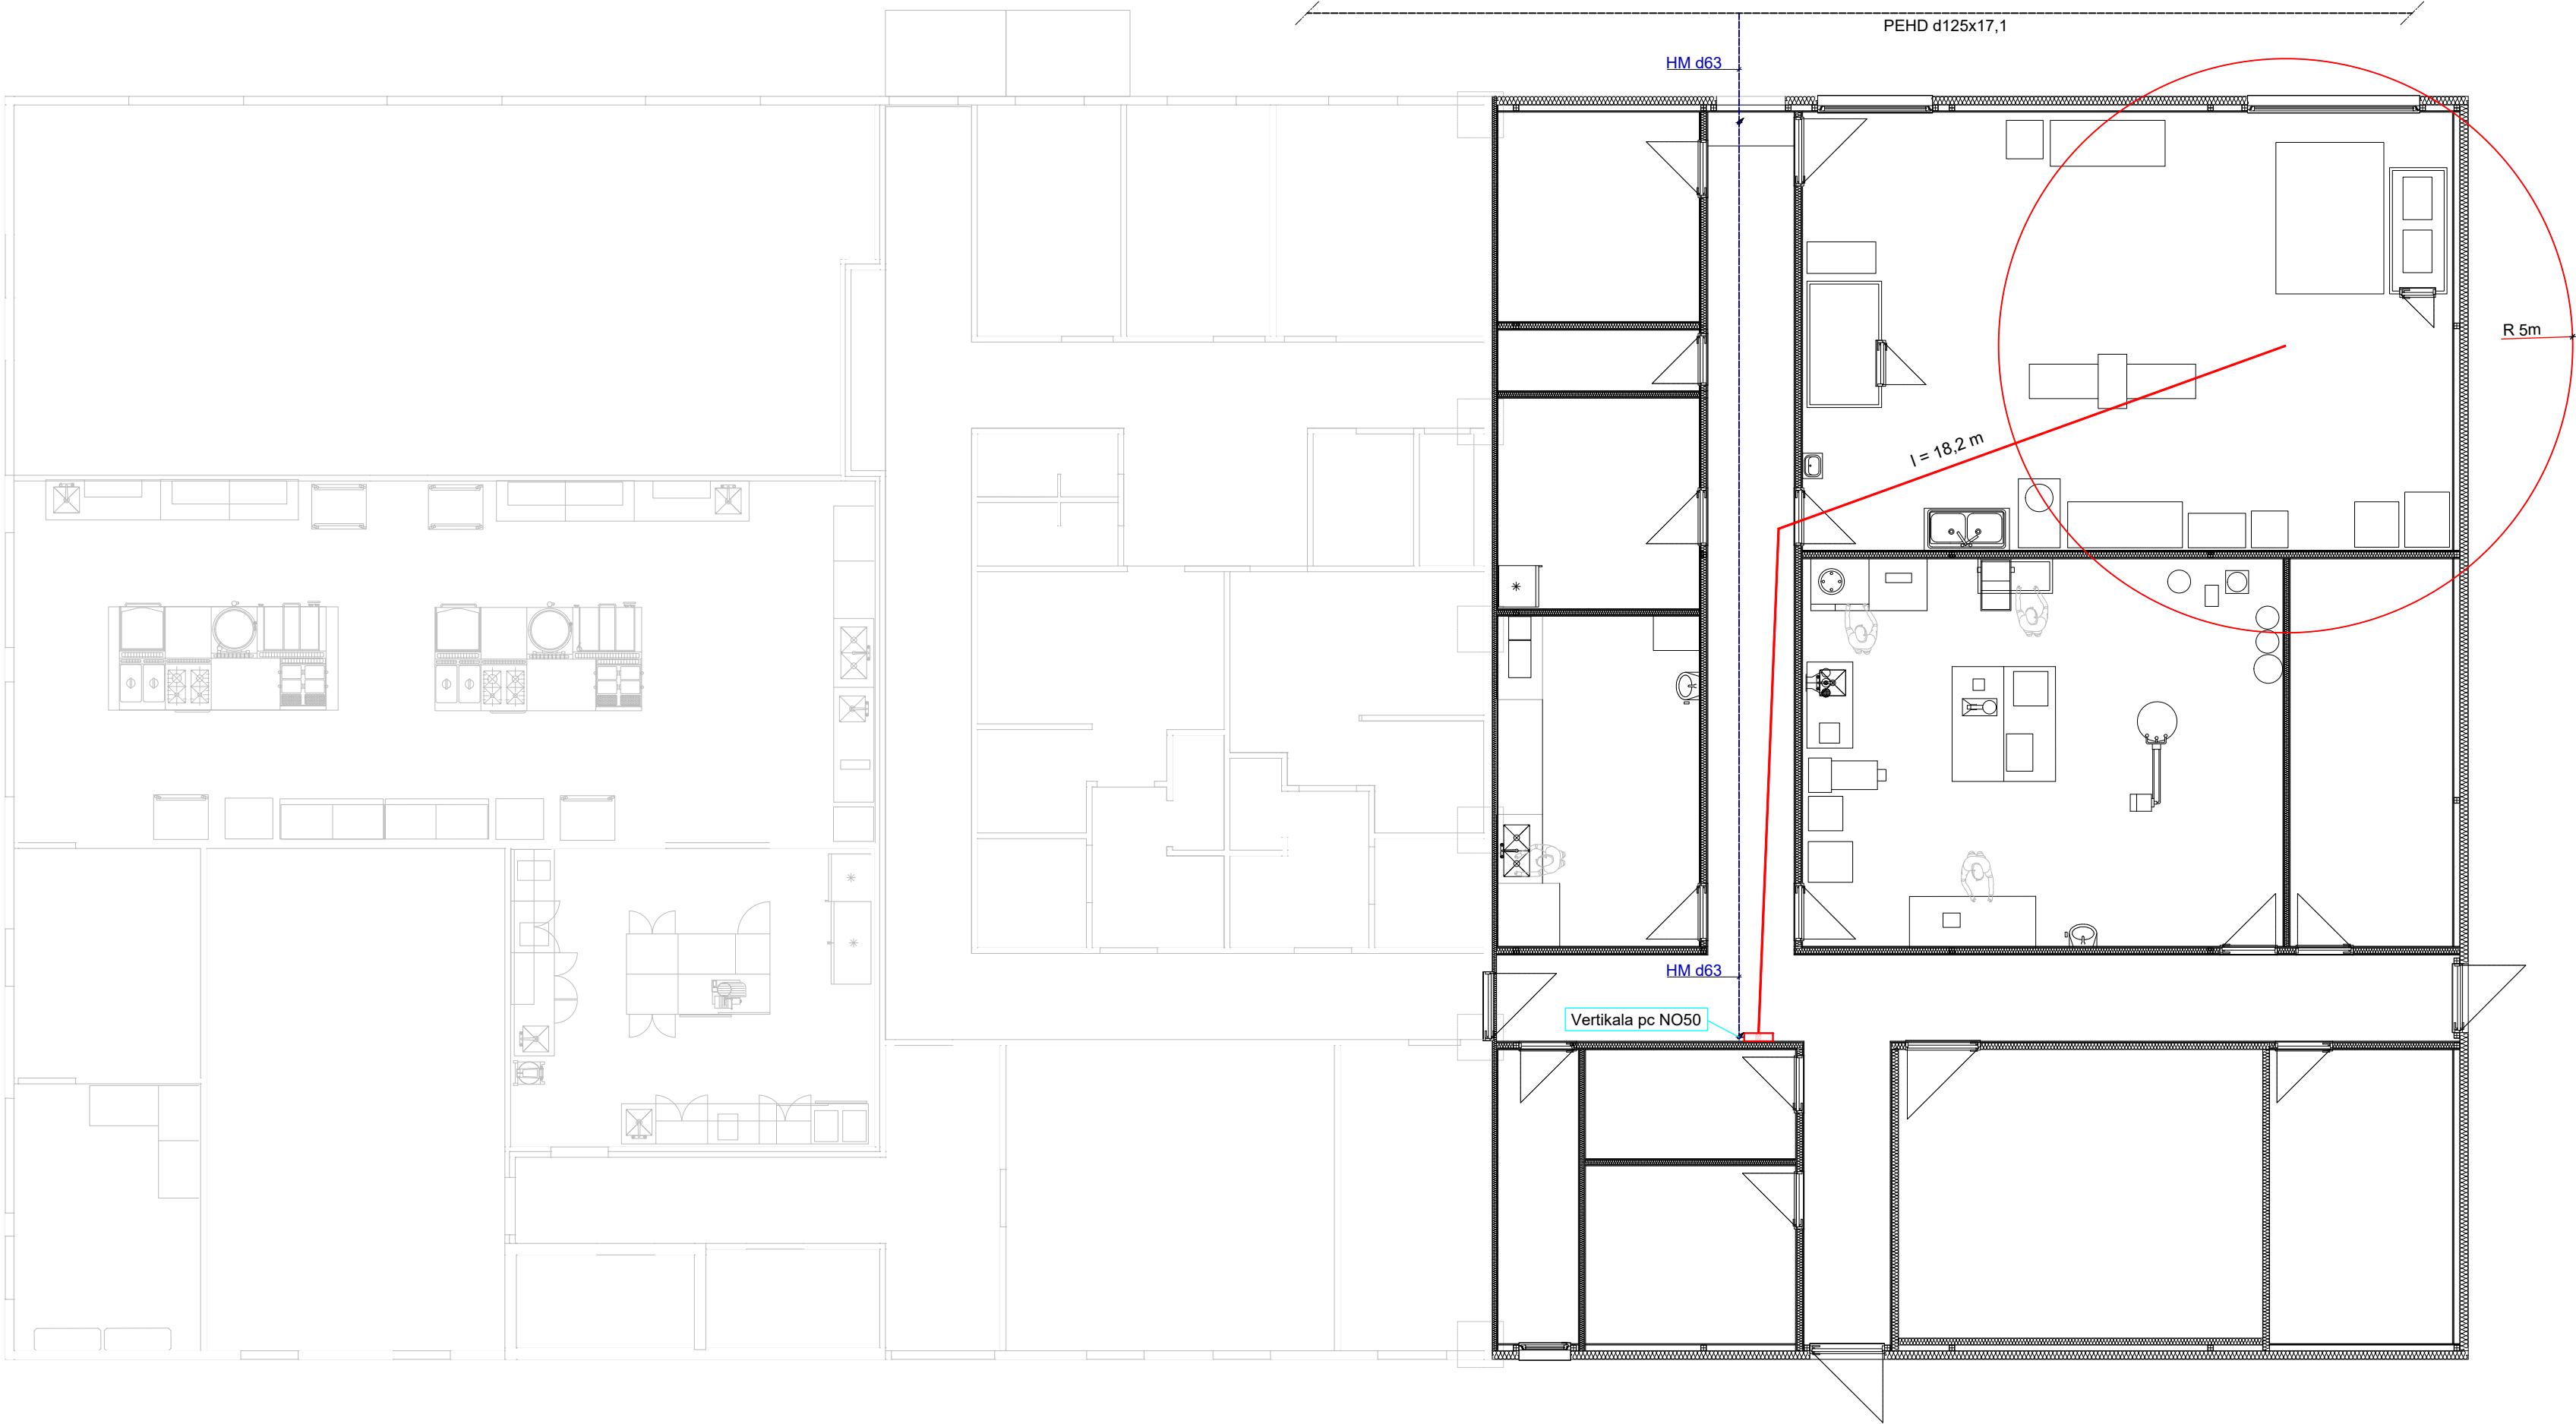 PEHD d125x17,1
HM d63
R 5m
l = 18,2 m
HM d63
Vertikala pc NO50